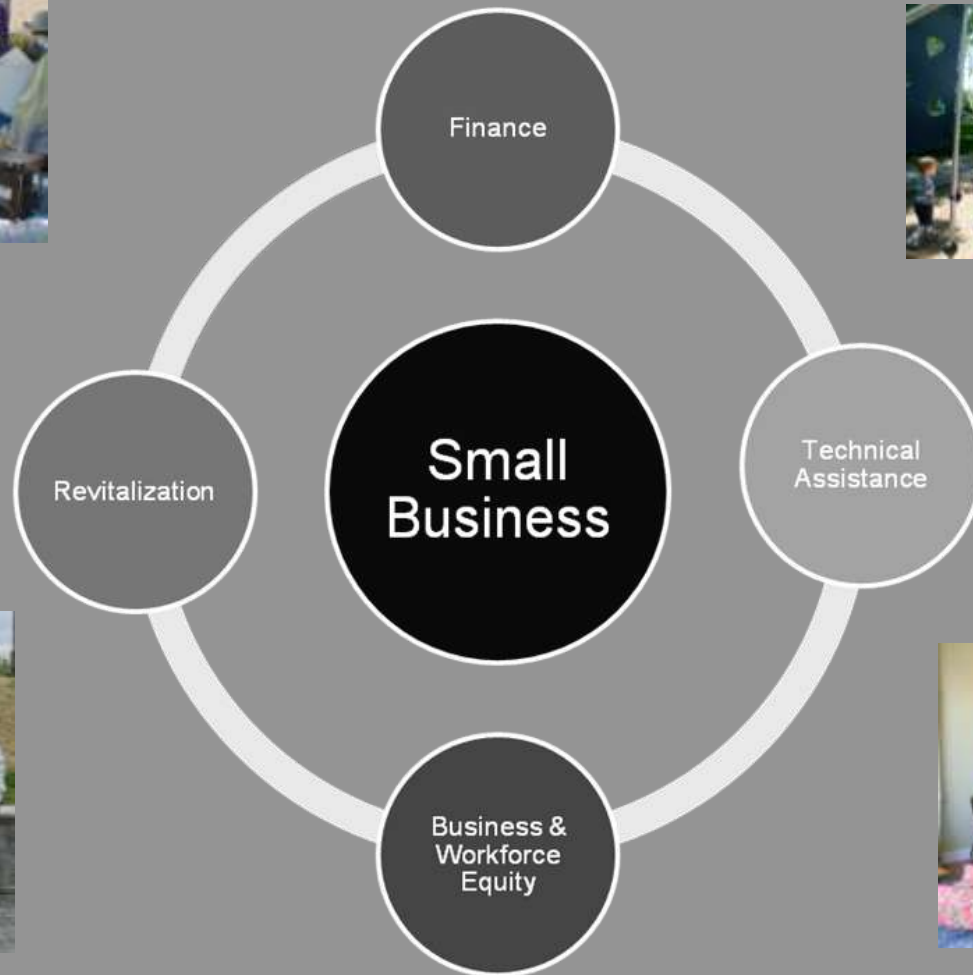 Finance
Small
Business
Technical
Assistance
Revitalization
Business &
Workforce
Equity